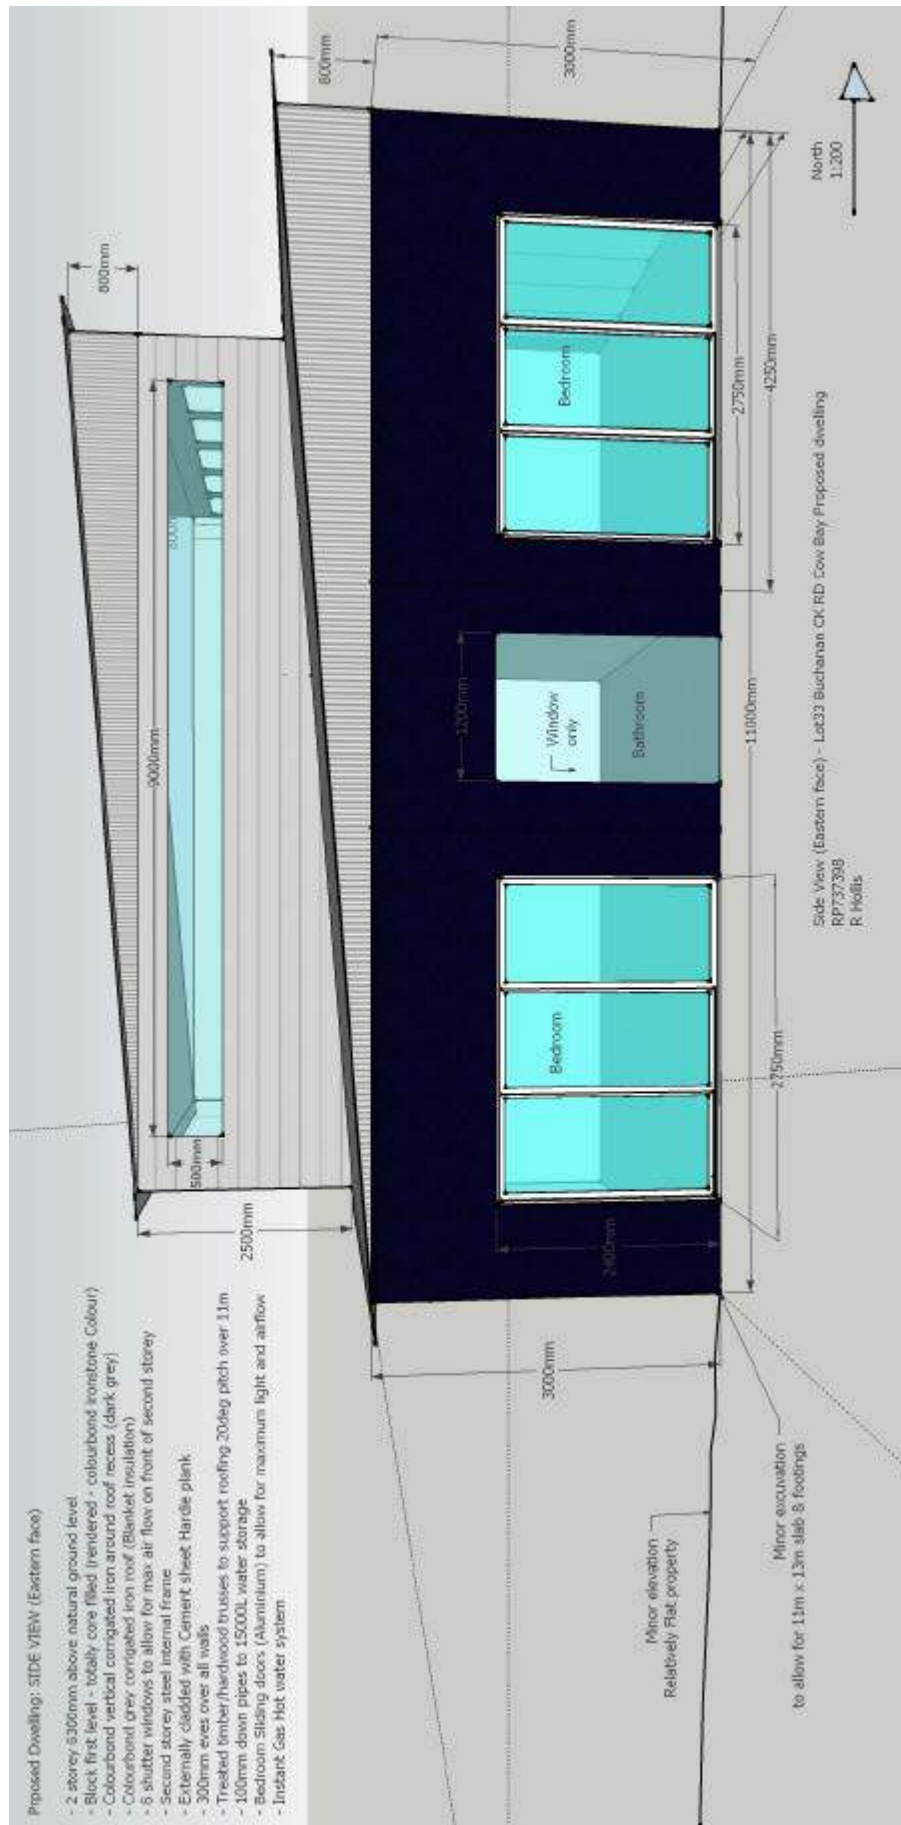 Proposed Dwelling: SIDE VIEW (Eastern face)
- 2 storey 6300mm above natural ground level
- Block first level - totally core filled (rendered - colourbond ironstone Colour)
- Colourbond vertical corrigated iron around roof recess (dark grey)
- Colourbond grey corrigated iron roof (Blanket insulation)
- 6 shutter windows to allow for max air flow on front of second storey
- Second storey steel internal frame
- Externally cladded with Cement sheet Hardie plank
- 300mm eves over all walls
- Treated timber/hardwood trusses to support roofing 20deg pitch over 11m
- 100mm down pipes to 15000L water storage
- Bedroom Sliding doors (Aluminium) to allow for maximum light and airflow
- Instant Gas Hot water system
800mm
9000mm
500mm
2500mm
800mm
3000mm
3000mm
2400mm
Bedroom
1200mm
Window
only
Bathroom
Bedroom
2750mm
2750mm
4250mm
11000mm
Minor elevation
Relatively Flat property
Minor excuvation
to allow for 11m x 13m slab & footings
Side View (Eastern face) - Lot33 Buchanan CK RD Cow Bay Proposed dwelling
RP737398
R Hollis
North
1:200